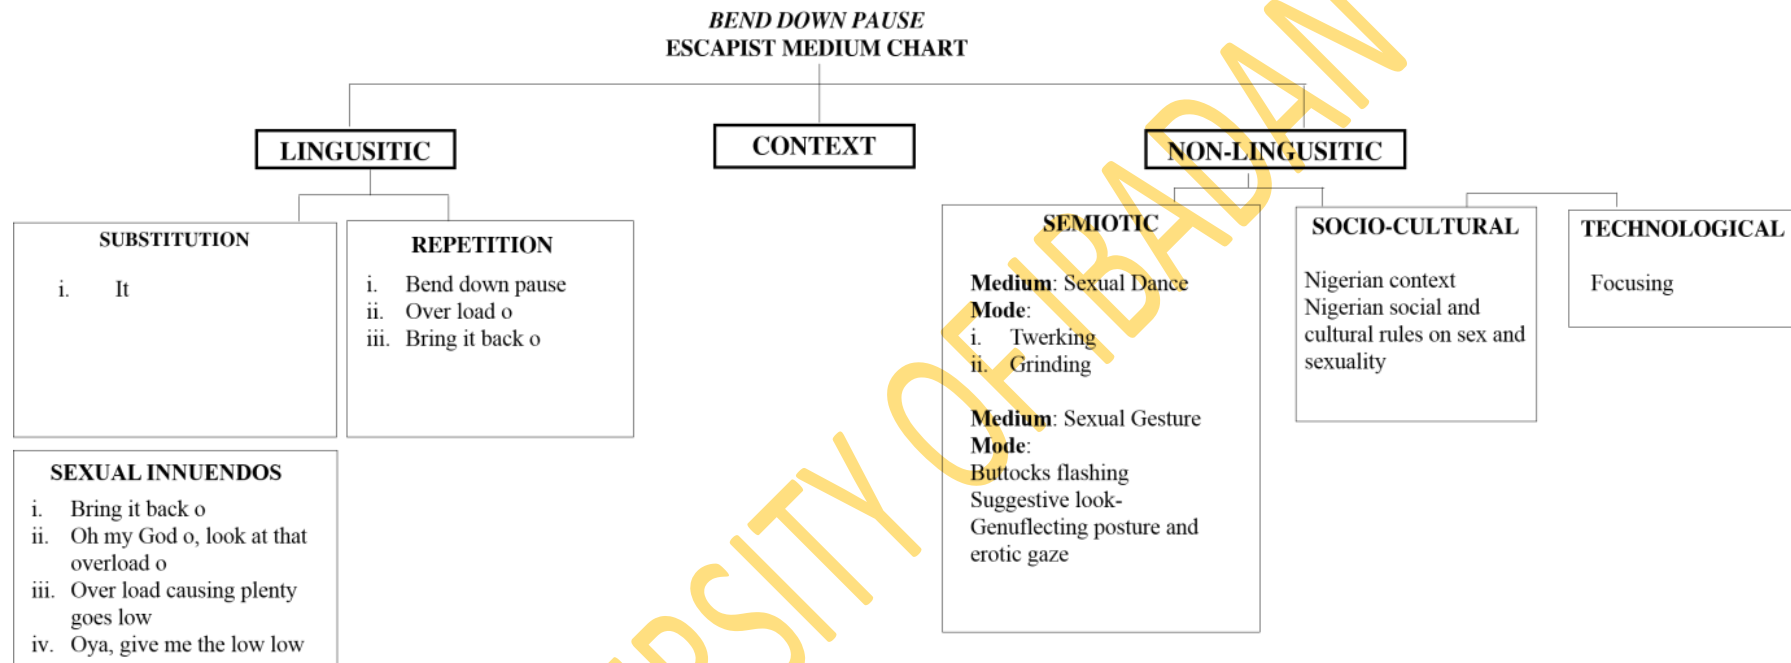 BEND DOWN PAUSE
ESCAPIST MEDIUM CHART
LINGUSITIC
CONTEXT
NON-LINGUSITIC
SUBSTITUTION
i. It
REPETITION
i. Bend down pause
ii. Over load o
iii. Bring it back o
SEXUAL INNUENDOS
i. Bring it back o
ii. Oh my God o, look at that
overload o
iii. Over load causing plenty
goes low
iv. Oya, give me the low low
SEMIOTIC
Medium: Sexual Dance
Mode:
i. Twerking
ii. Grinding
Medium: Sexual Gesture
Mode:
Buttocks flashing
Suggestive look-
Genuflecting posture and
erotic gaze
SOCIO-CULTURAL
Nigerian context
Nigerian social and
cultural rules on sex and
sexuality
TECHNOLOGICAL
Focusing
RSITY OF IBADAN